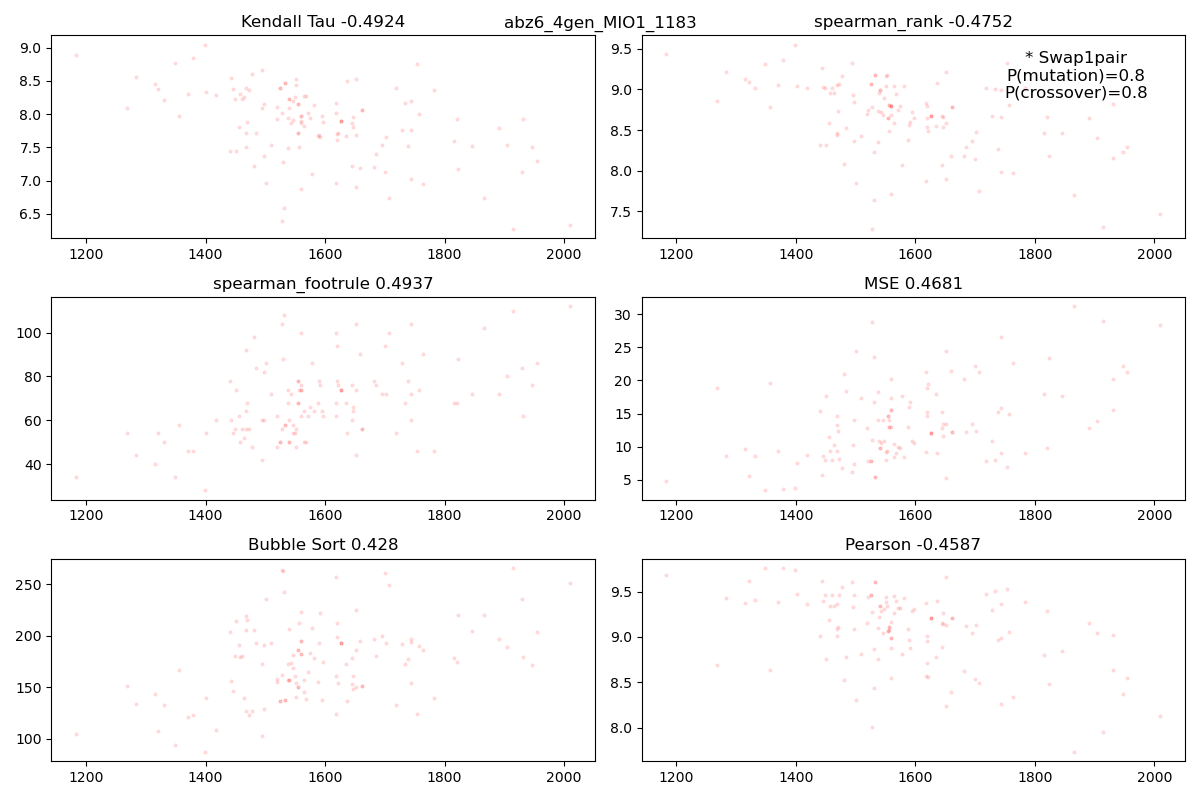 abz6_4gen_MIO1_1183
Kendall Tau -0.4924
9.0
8.5
8.0
7.5
7.0
6.5
1200 1400 1600 1800 2000
spearman_rank -0.4752
* Swap1pair
P(mutation)=0.8
P(crossover)=0.8
9.5
9.0
8.5
8.0
7.5
1200 1400 1600 1800 2000
spearman_footrule 0.4937
100
80
60
40
1200 1400 1600 1800 2000
MSE 0.4681
30
25
20
15
10
5
1200 1400 1600 1800 2000
Bubble Sort 0.428
250
200
150
100
1200 1400 1600 1800 2000
Pearson -0.4587
9.5
9.0
8.5
8.0
1200 1400 1600 1800 2000